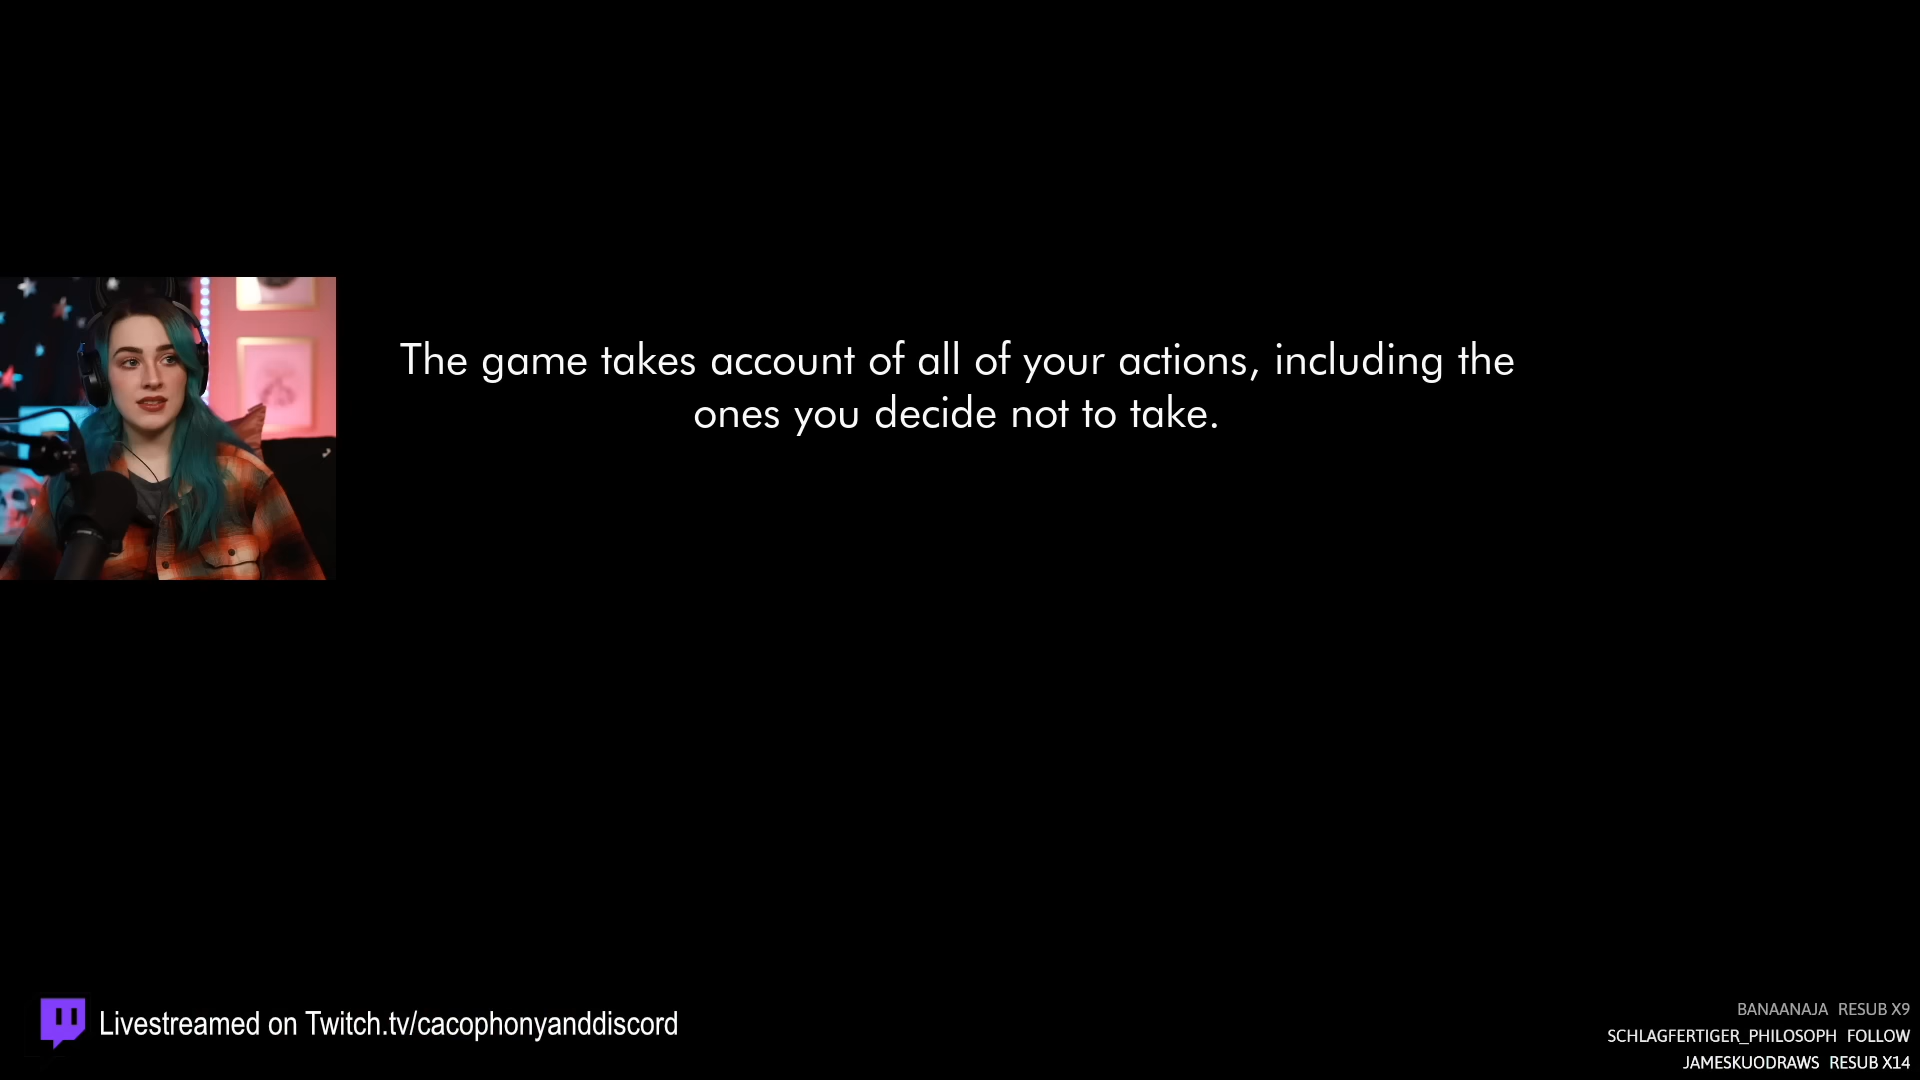 The game takes account of all of your actions, including the
ones you decide not to take.
Livestreamed on Twitch.tv/cacophonyanddiscord
BANAANAJA RESUB X9
SCHLAGFERTIGER_PHILOSOPH FOLLOW
JAMESKUODRAWS RESUB X14